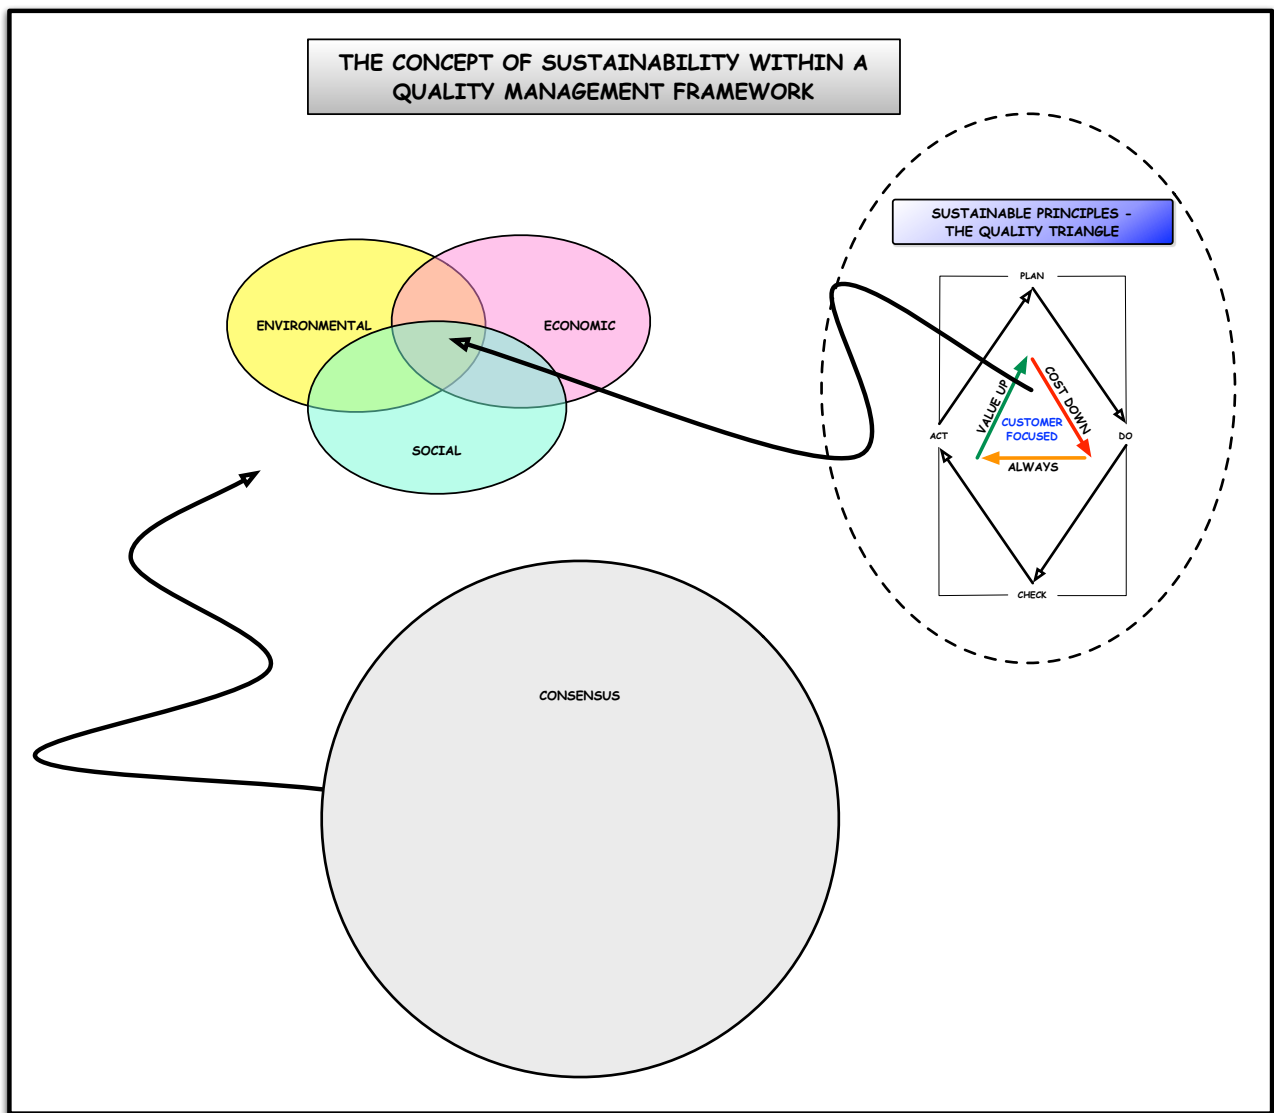 THE CONCEPT OF SUSTAINABILITY WITHIN A
QUALITY MANAGEMENT FRAMEWORK
SUSTAINABLE PRINCIPLES -
THE QUALITY TRIANGLE
PLAN
ENVIRONMENTAL
ECONOMIC
VALUE UP
COST DOWN
CUSTOMER
FOCUSED
ACT
DO
SOCIAL
ALWAYS
CHECK
CONSENSUS